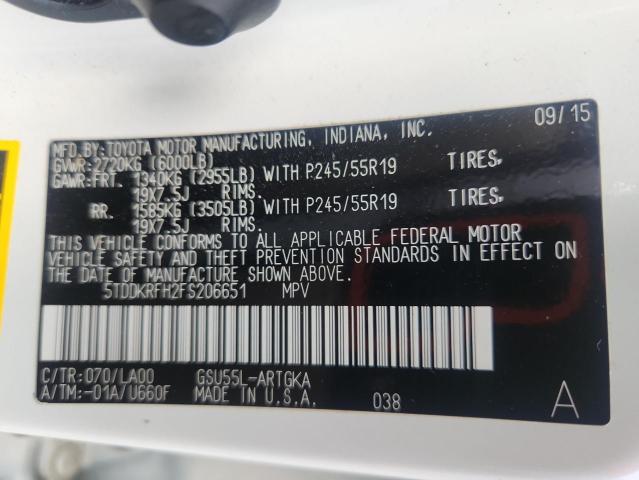 09/15
MFD.BY:TOYOTA MOTOR MANUFACTURING, INDIANA, INC.
GVWR:2720KG (6000LB)
GAWR:FRT. 1340KG (2955LB) WITH P245/55R19 TIRES,
19X7.5J RIMS.
RR. 1585KG (3505LB) WITH P245/55R19 TIRES,
19X7.5J RIMS.
THIS VEHICLE CONFORMS TO ALL APPLICABLE FEDERAL MOTOR
VEHICLE SAFETY AND THEFT PREVENTION STANDARDS IN EFFECT ON
THE DATE OF MANUFACTURE SHOWN ABOVE.
5TDDKRFH2FS206651 MPV
C/TR:070/LA00 GSU55L-ARTGKA
A/TM:-01A/U660F MADE IN U.S.A. 038 A